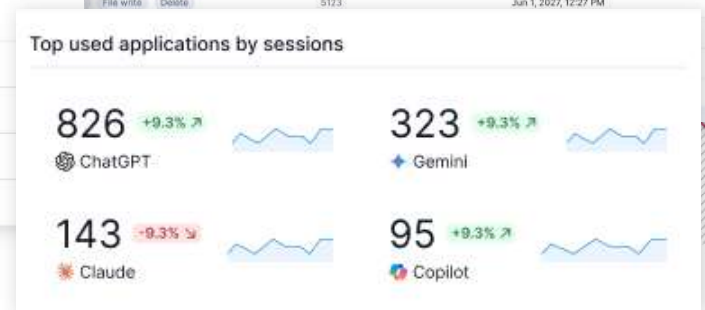 File write Delete 5123 Jun 1, 2027, 12:27 PM
Top used applications by sessions
826 +9.3% ↗ 323 +9.3% ↗
ChatGPT Gemini
143 -9.3% ↘ 95 +9.3% ↗
Claude Copilot